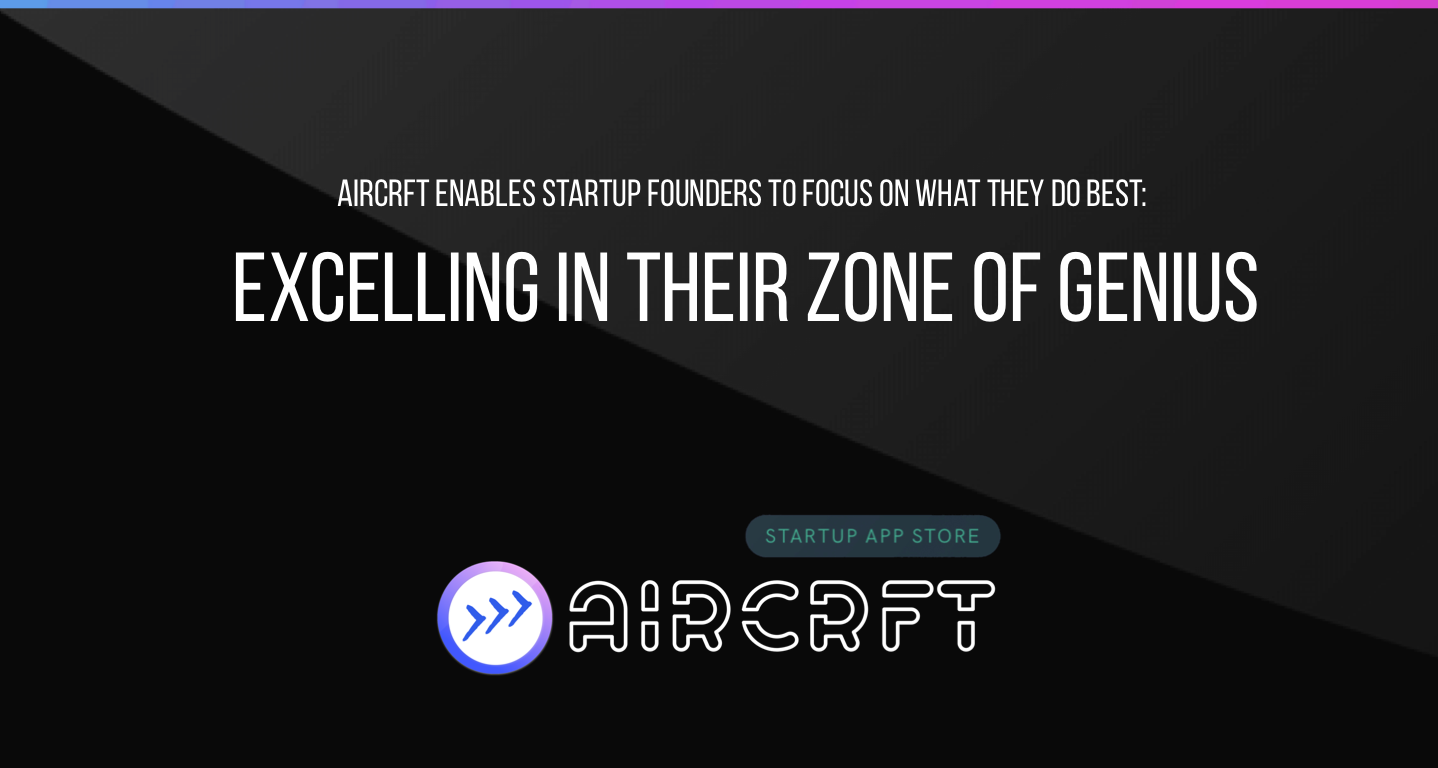 AIRCRFT ENABLES STARTUP FOUNDERS TO FOCUS ON WHAT THEY DO BEST:
EXCELLING IN THEIR ZONE OF GENIUS
STARTUP APP STORE
AIRCRFT